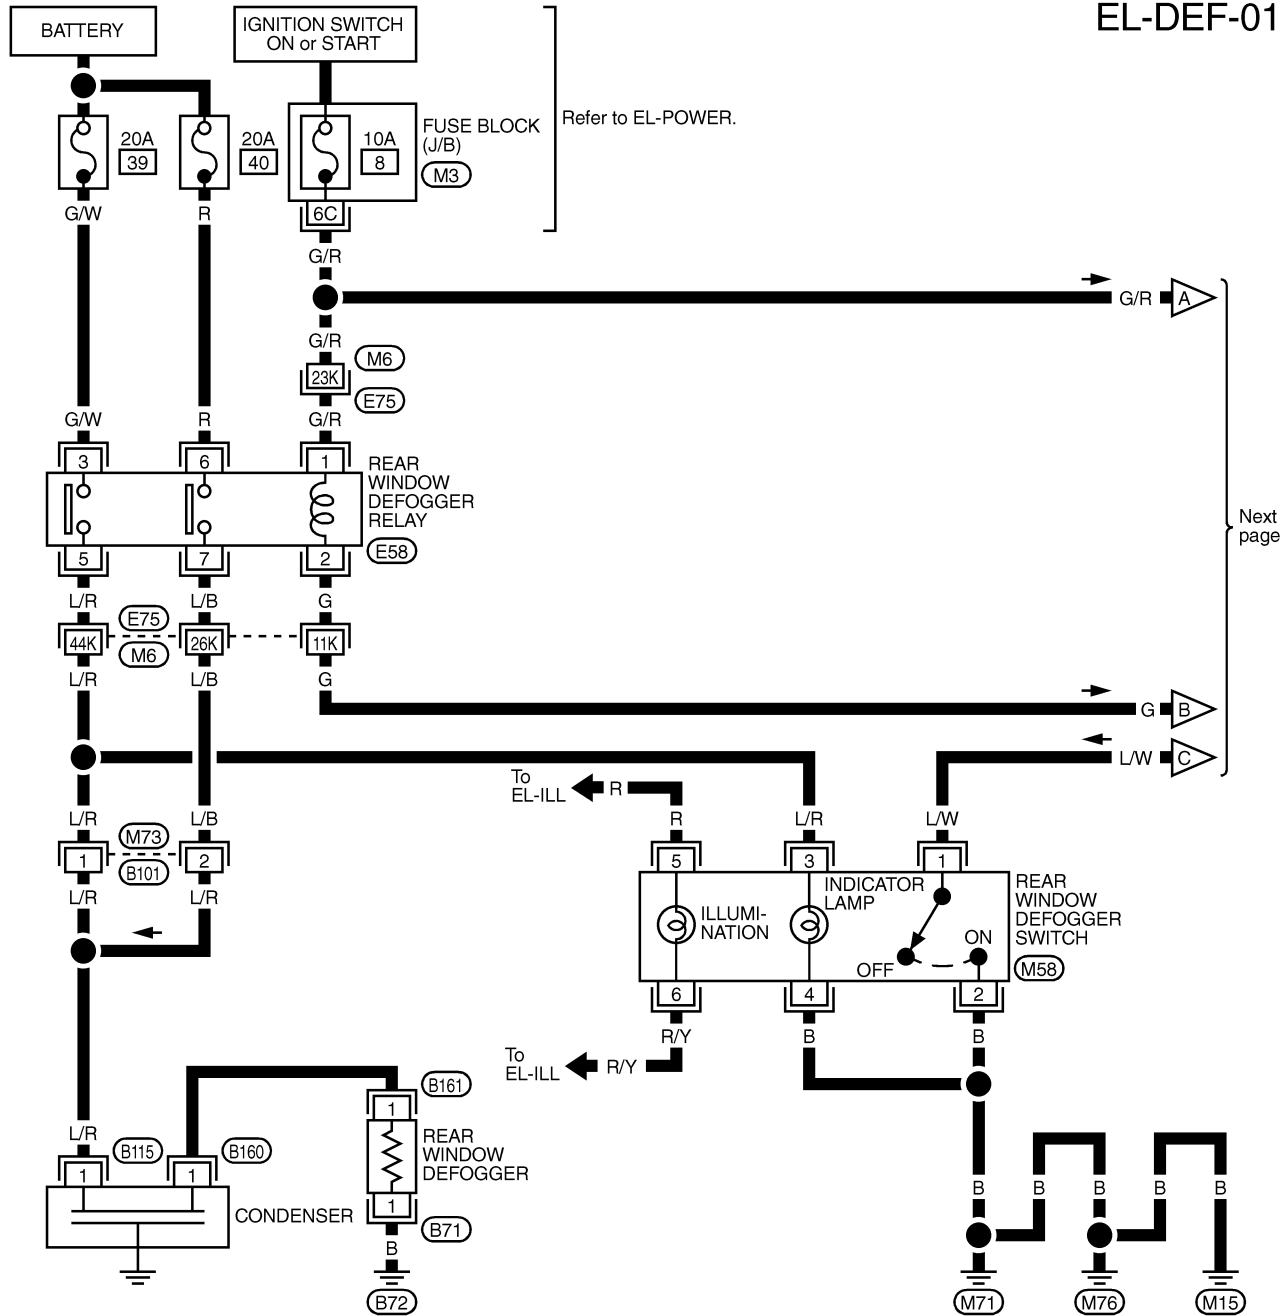 EL-DEF-01
BATTERY
IGNITION SWITCH
ON or START
Refer to EL-POWER.
20A
39
20A
40
10A
8
FUSE BLOCK
(J/B)
M3
G/W
R
6C
G/R
G/R
A
G/R
M6
23K
E75
G/W
R
G/R
3
6
1
REAR
WINDOW
DEFOGGER
RELAY
E58
Next
page
5
7
2
L/R
L/B
G
E75
44K
26K
11K
M6
L/R
L/B
G
G
B
L/W
C
To
EL-ILL
R
L/R
L/B
R
L/R
L/W
M73
1
2
B101
5
3
1
L/R
L/R
ILLUMI-
NATION
INDICATOR
LAMP
OFF
ON
REAR
WINDOW
DEFOGGER
SWITCH
M58
6
4
2
R/Y
B
B
To
EL-ILL
R/Y
B161
1
L/R
B115
B160
REAR
WINDOW
DEFOGGER
1
1
1
CONDENSER
B71
B
B72
B
B
B
B
B
M71
M76
M15